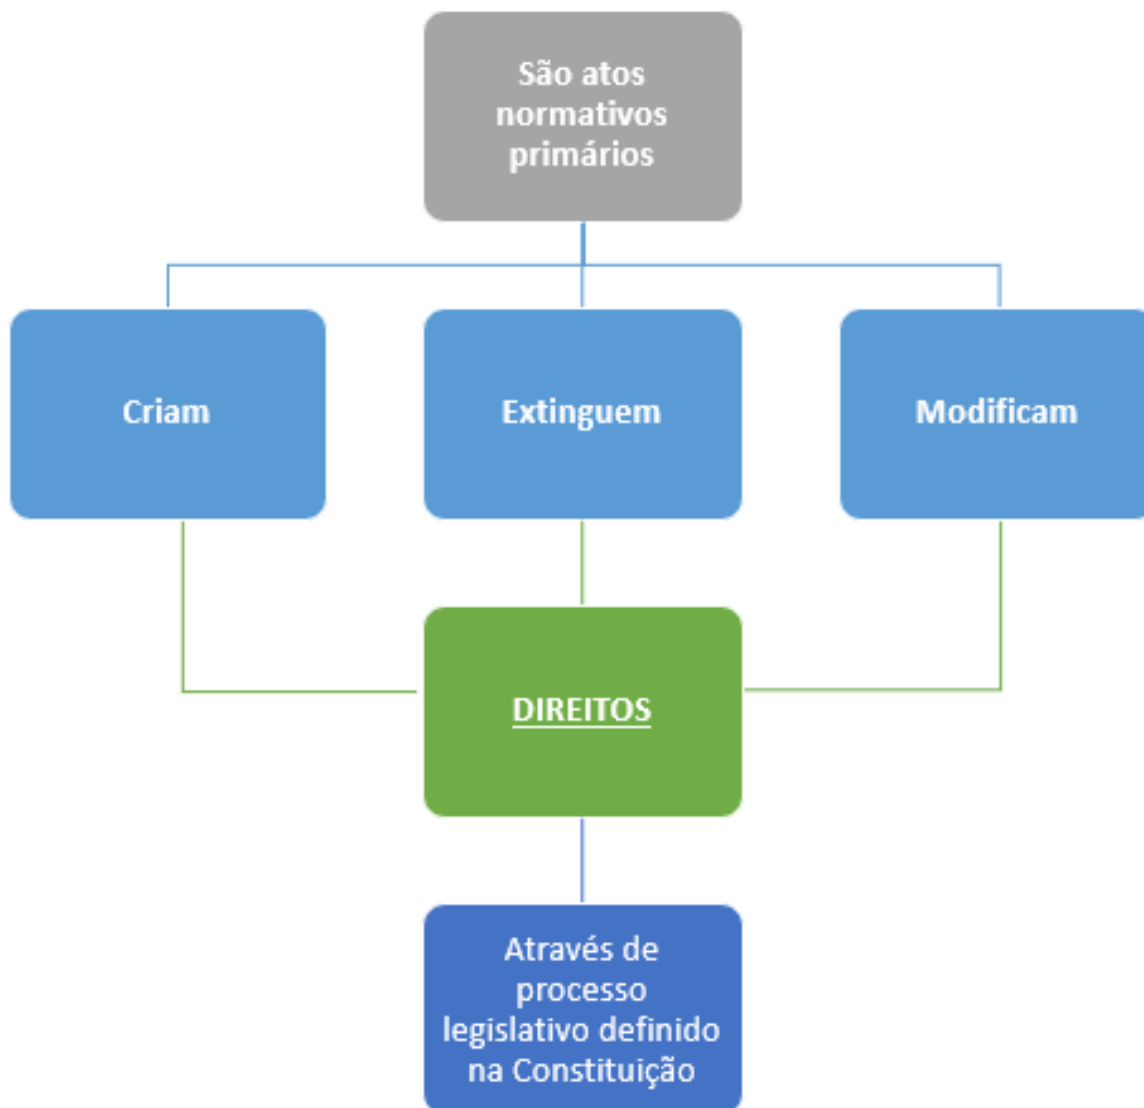 São atos
normativos
primários
Criam
Extinguem
Modificam
DIREITOS
Através de
processo
legislativo definido
na Constituição